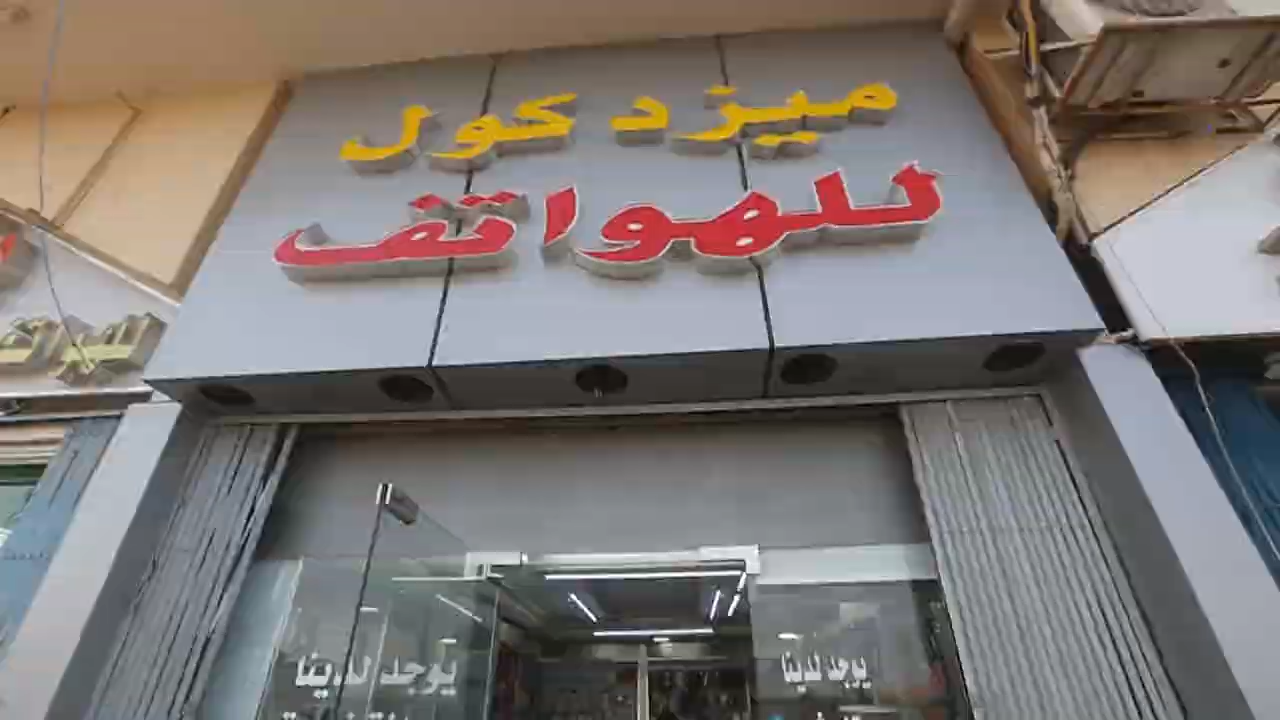 ميزد كول
للهواتف
يوجد لدينا
يوجد لدينا